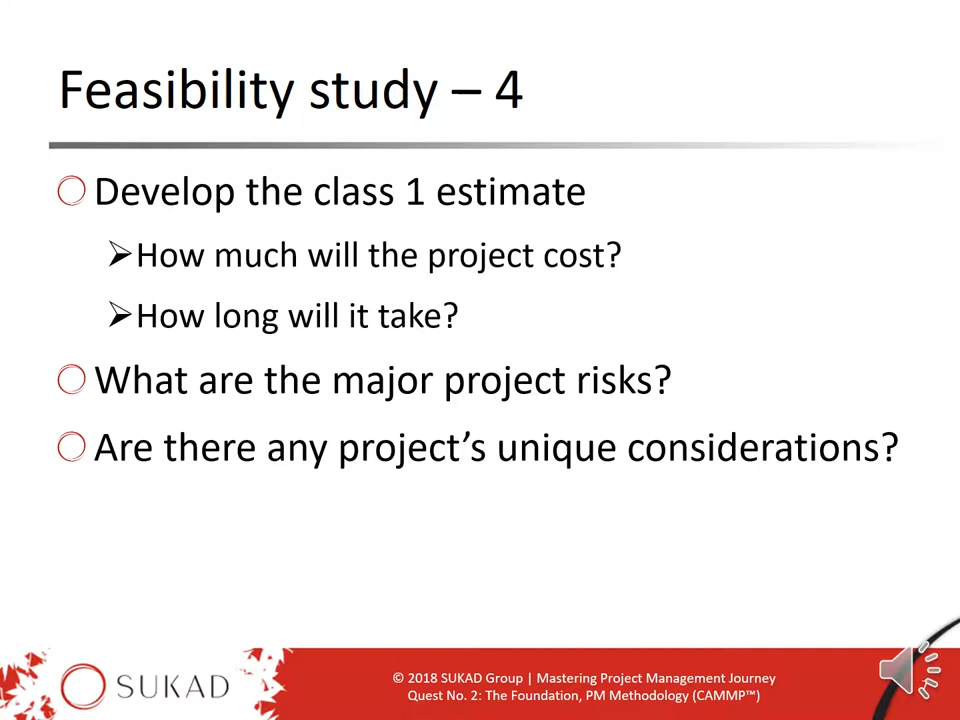 Feasibility study – 4
Develop the class 1 estimate
How much will the project cost?
How long will it take?
What are the major project risks?
Are there any project’s unique considerations?
SUKAD
© 2018 SUKAD Group | Mastering Project Management Journey
Quest No. 2: The Foundation, PM Methodology (CAMMP™)